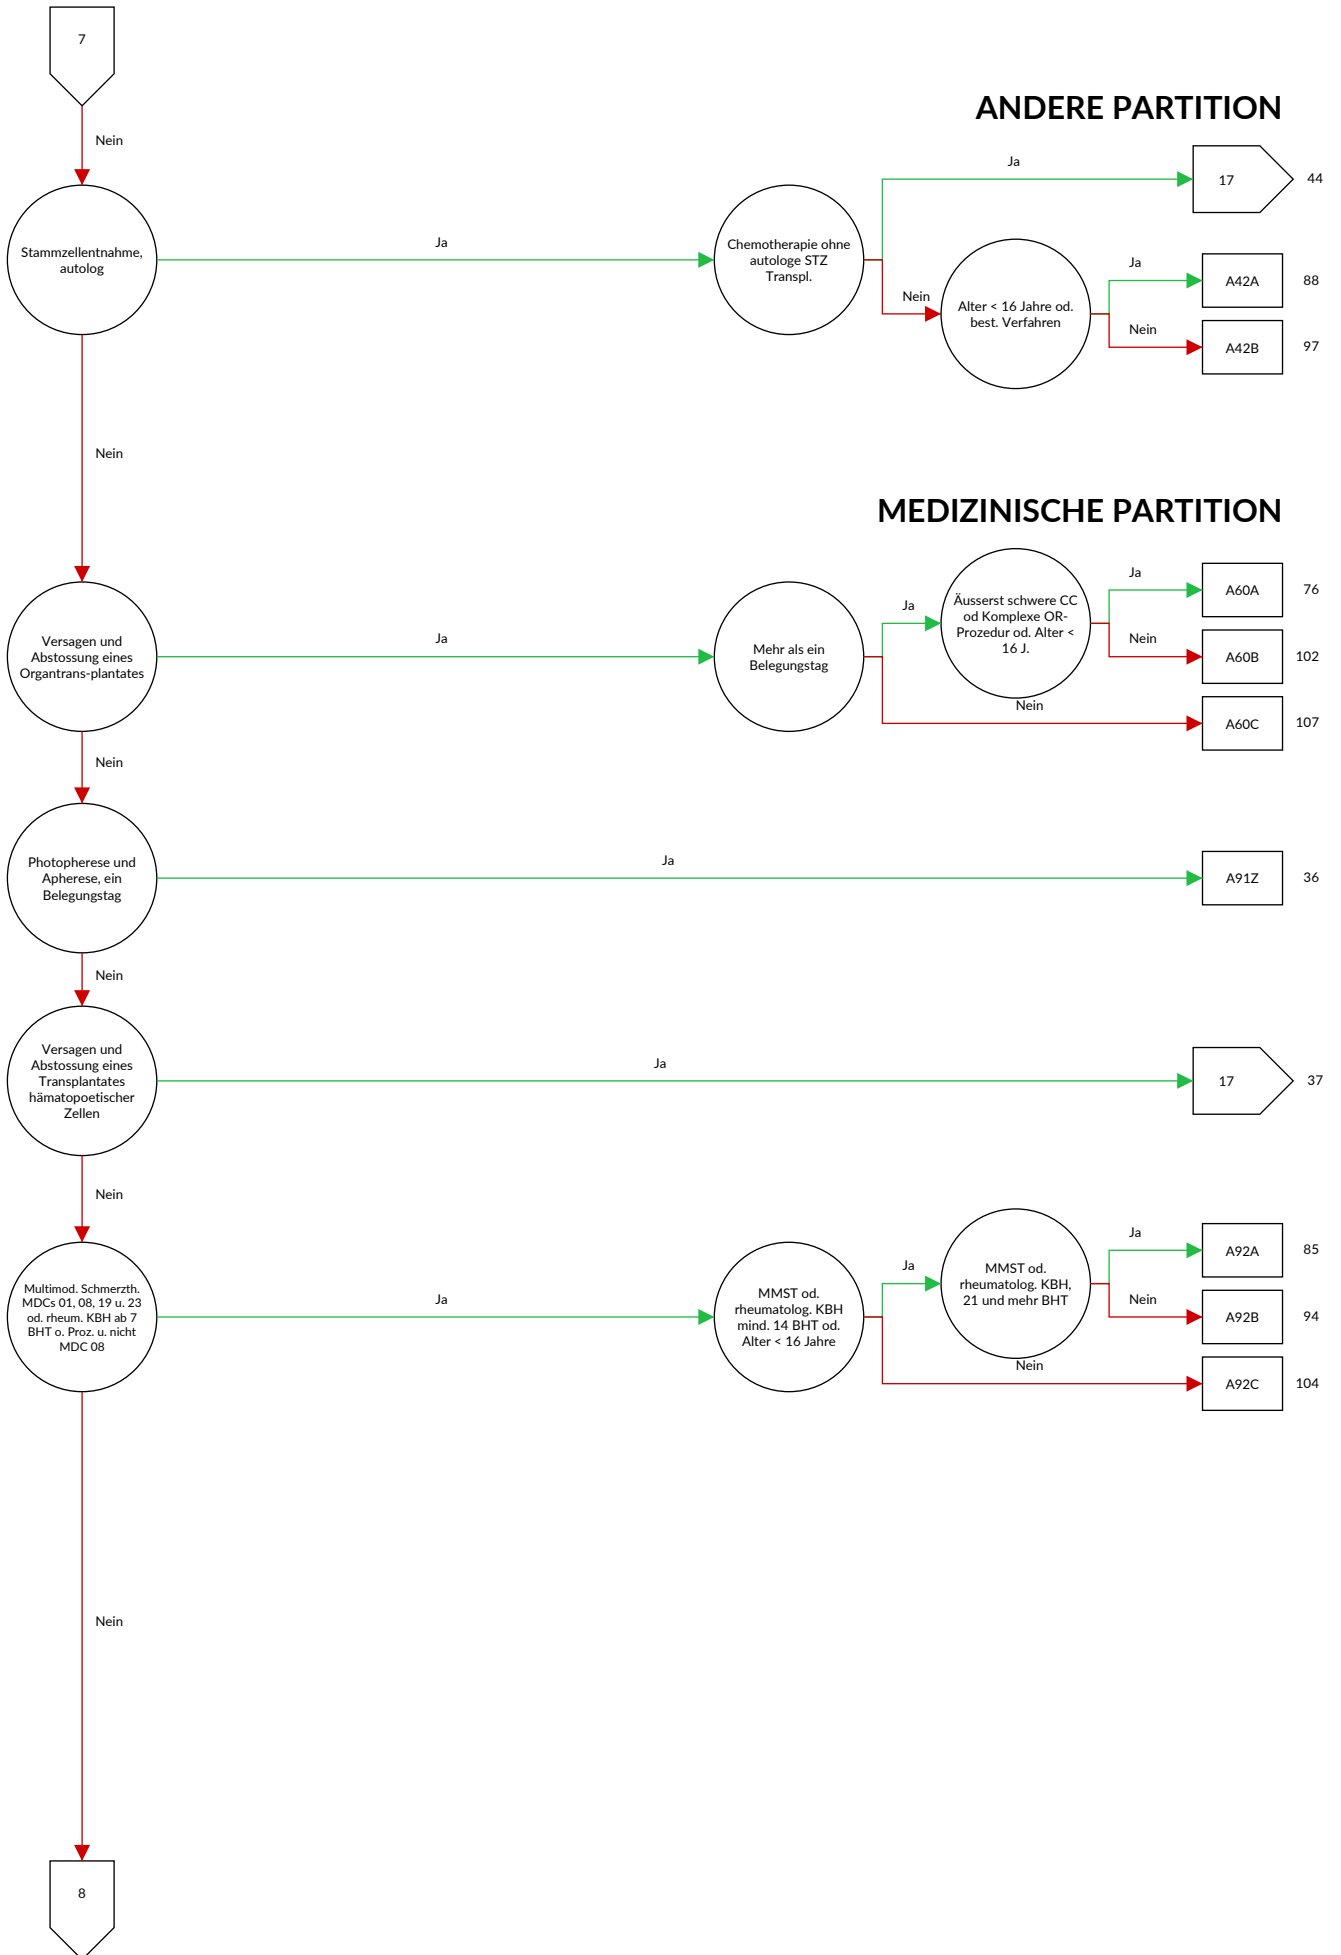 7
Nein
ANDERE PARTITION
Ja
17
44
Stammzellentnahme,
autolog
Ja
Chemotherapie ohne
autologe STZ
Transpl.
Nein
Alter < 16 Jahre od.
best. Verfahren
Ja
A42A
88
Nein
A42B
97
Nein
MEDIZINISCHE PARTITION
Versagen und
Abstossung eines
Organtrans-plantates
Ja
Mehr als ein
Belegungstag
Ja
Äusserst schwere CC
od Komplexe OR-
Prozedur od. Alter <
16 J.
Ja
A60A
76
Nein
A60B
102
Nein
A60C
107
Nein
Photopherese und
Apherese, ein
Belegungstag
Ja
A91Z
36
Nein
Versagen und
Abstossung eines
Transplantates
hämatopoetischer
Zellen
Ja
17
37
Nein
Multimod. Schmerzth.
MDCs 01, 08, 19 u. 23
od. rheum. KBH ab 7
BHT o. Proz. u. nicht
MDC 08
Ja
MMST od.
rheumatolog. KBH
mind. 14 BHT od.
Alter < 16 Jahre
Ja
MMST od.
rheumatolog. KBH,
21 und mehr BHT
Ja
A92A
85
Nein
A92B
94
Nein
A92C
104
Nein
8